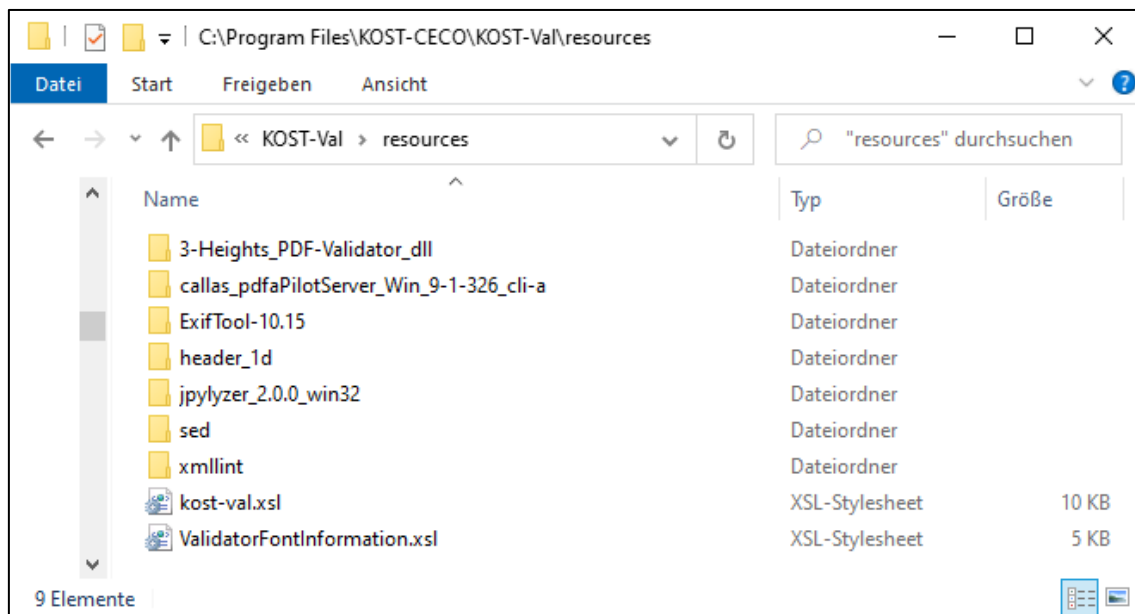 C:\Program Files\KOST-CECO\KOST-Val\resources
Datei Start Freigeben Ansicht
« KOST-Val > resources "resources" durchsuchen
Name Typ Größe
3-Heights_PDF-Validator_dll Dateiordner
callas_pdfaPilotServer_Win_9-1-326_cli-a Dateiordner
ExifTool-10.15 Dateiordner
header_1d Dateiordner
jpylyzer_2.0.0_win32 Dateiordner
sed Dateiordner
xmllint Dateiordner
kost-val.xsl XSL-Stylesheet 10 KB
ValidatorFontInformation.xsl XSL-Stylesheet 5 KB
9 Elemente